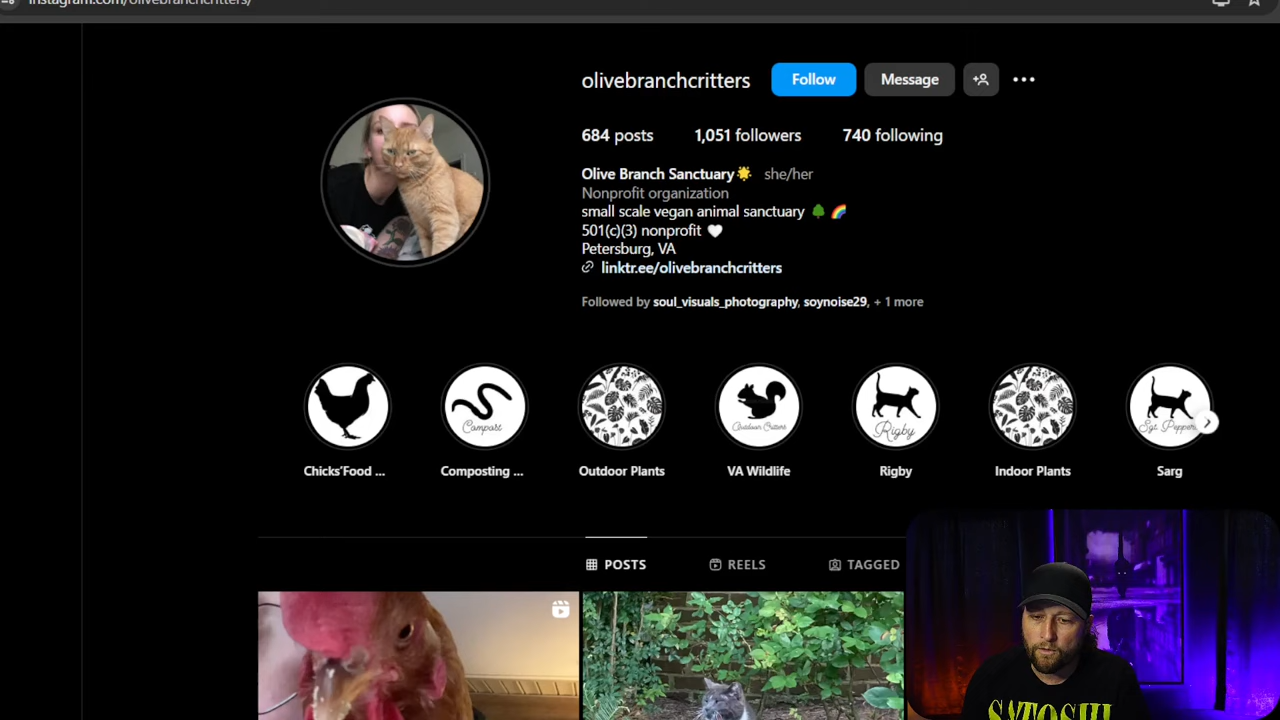 instagram.com/olivebranchcritters/
olivebranchcritters
Follow
Message
684 posts
1,051 followers
740 following
Olive Branch Sanctuary🌟 she/her
Nonprofit organization
small scale vegan animal sanctuary 🌳 🌈
501(c)(3) nonprofit 🤍
Petersburg, VA
linktr.ee/olivebranchcritters
Followed by soul_visuals_photography, soynoise29, + 1 more
Compost
Outdoor Critters
Rigby
Sgt. Pepper
Chicks'Food ...
Composting ...
Outdoor Plants
VA Wildlife
Rigby
Indoor Plants
Sarg
POSTS
REELS
TAGGED
SATOSHI